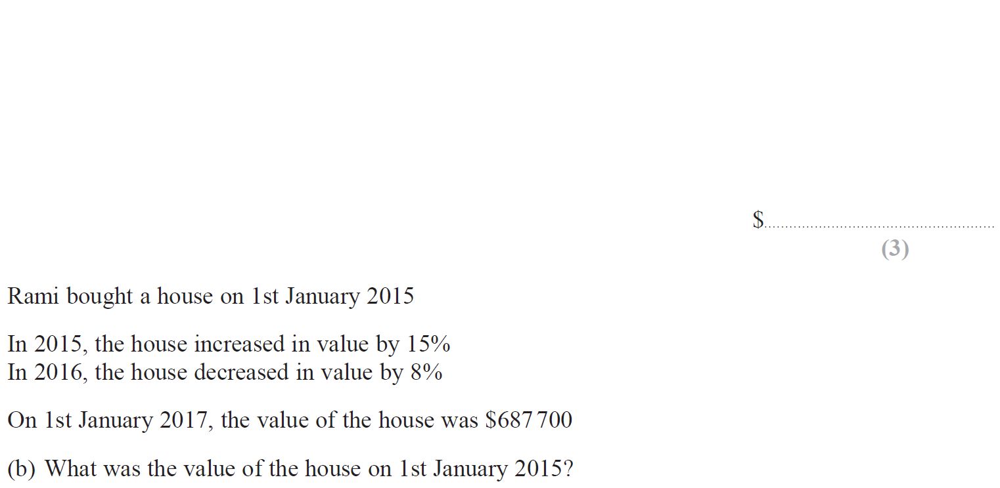 $....................................................
(3)
Rami bought a house on 1st January 2015
In 2015, the house increased in value by 15%
In 2016, the house decreased in value by 8%
On 1st January 2017, the value of the house was $687 700
(b) What was the value of the house on 1st January 2015?